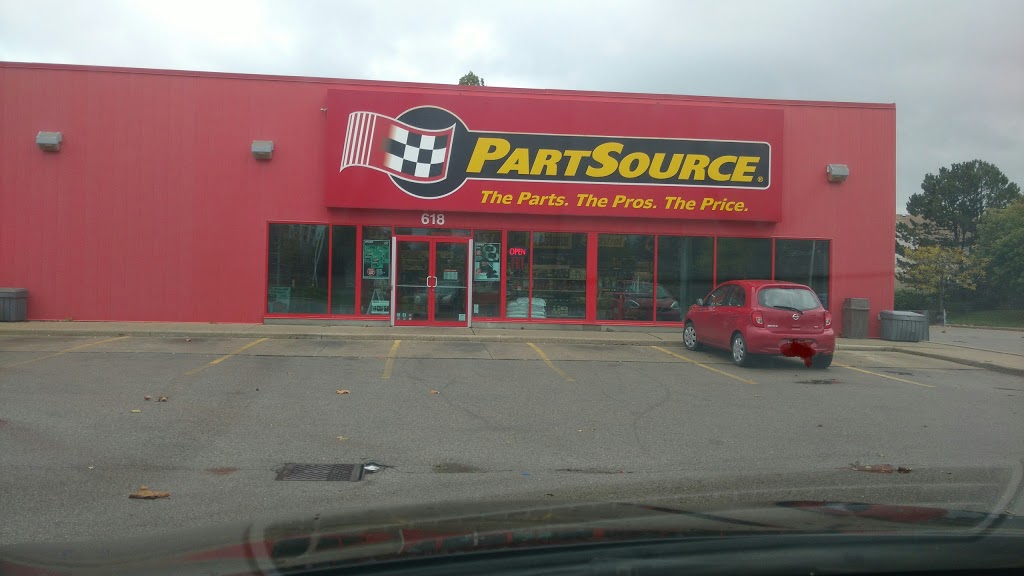 PARTSOURCE®
The Parts. The Pros. The Price.
618
OPEN